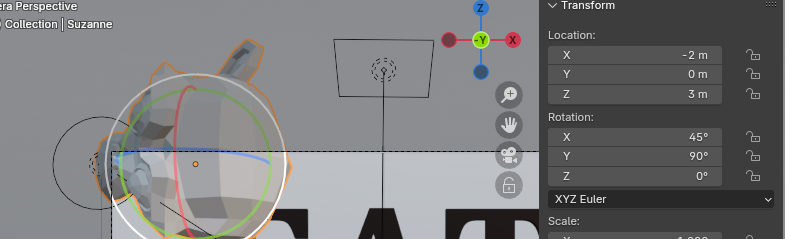 era Perspective
Collection | Suzanne
Z
-Y
X
Transform
Location:
X -2 m
Y 0 m
Z 3 m
Rotation:
X 45°
Y 90°
Z 0°
XYZ Euler
Scale: